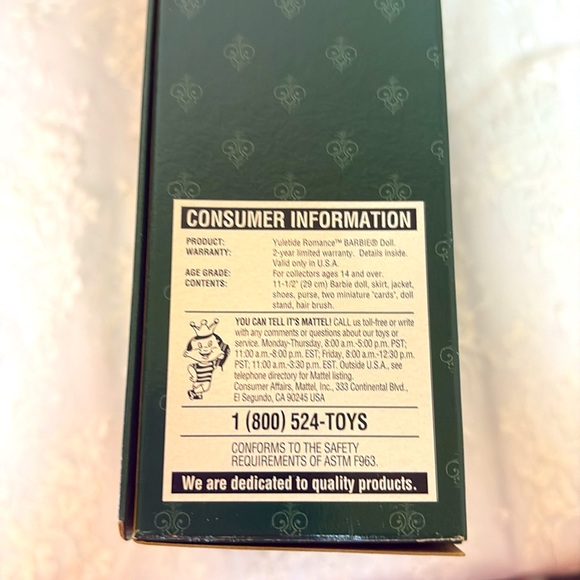 CONSUMER INFORMATION
PRODUCT: Yuletide Romance™ BARBIE® Doll.
WARRANTY: 2-year limited warranty. Details inside.
Valid only in U.S.A.
AGE GRADE: For collectors ages 14 and over.
CONTENTS: 11-1/2" (29 cm) Barbie doll, skirt, jacket,
shoes, purse, two miniature "cards", doll
stand, hair brush.
YOU CAN TELL IT'S MATTEL! CALL us toll-free or write
with any comments or questions about our toys or
service. Monday-Thursday, 8:00 a.m.-5:00 p.m. PST;
11:00 a.m.-8:00 p.m. EST; Friday, 8:00 a.m.-12:30 p.m.
PST; 11:00 a.m.-3:30 p.m. EST. Outside U.S.A., see
telephone directory for Mattel listing.
Consumer Affairs, Mattel, Inc., 333 Continental Blvd.,
El Segundo, CA 90245 USA
1 (800) 524-TOYS
CONFORMS TO THE SAFETY
REQUIREMENTS OF ASTM F963.
We are dedicated to quality products.